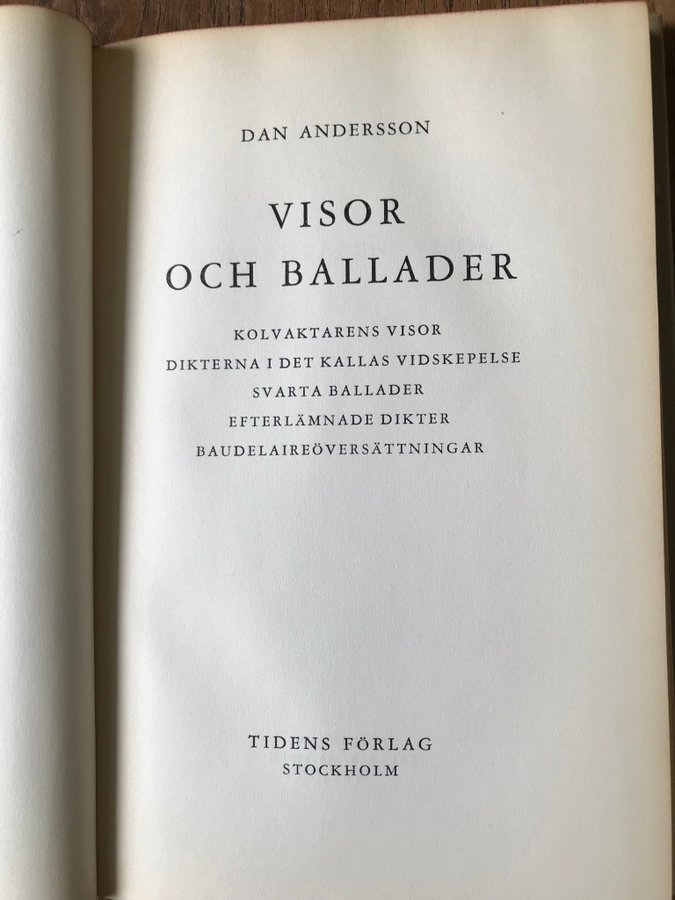 DAN ANDERSSON
VISOR
OCH BALLADER
KOLVAKTARENS VISOR
DIKTERNA I DET KALLAS VIDSKEPELSE
SVARTA BALLADER
EFTERLÄMNADE DIKTER
BAUDELAIREÖVERSÄTTNINGAR
TIDENS FÖRLAG
STOCKHOLM